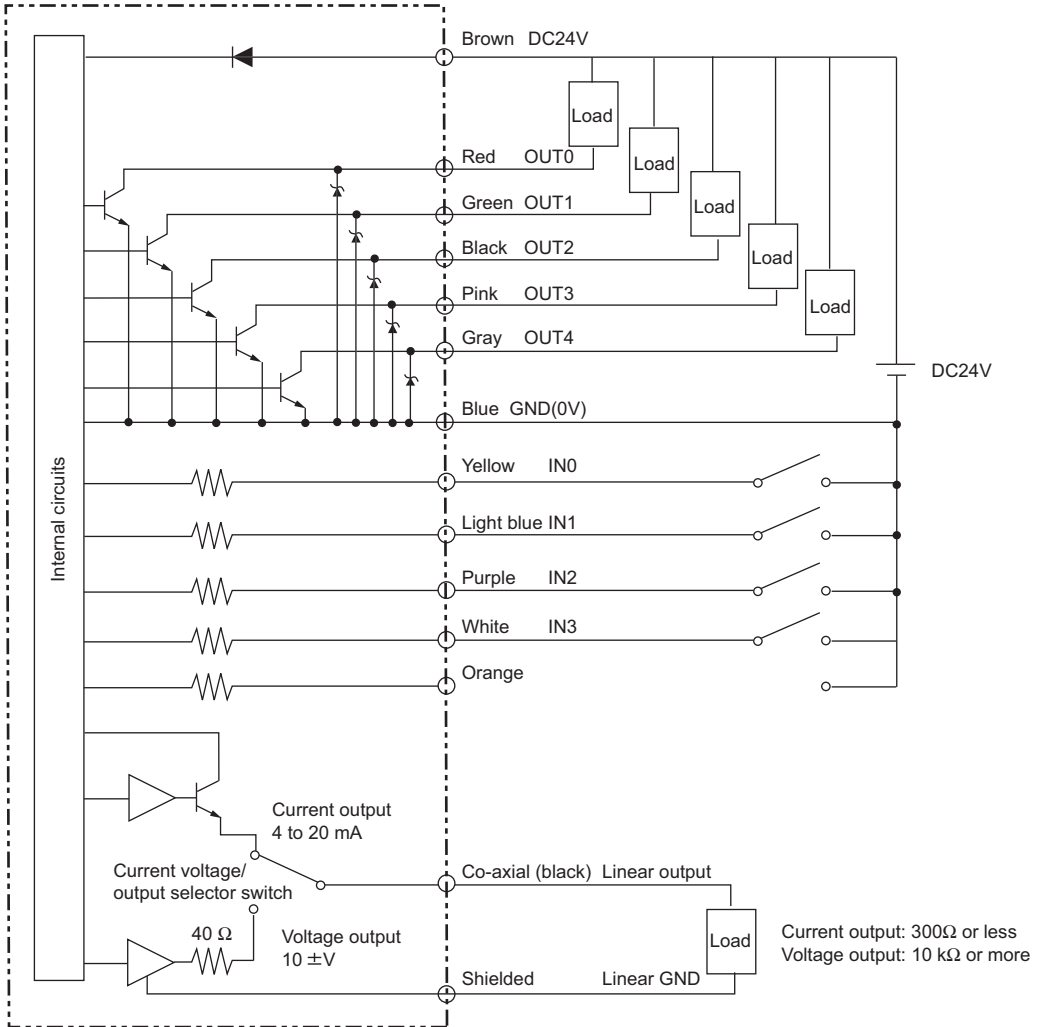 Brown DC24V
Load
Load
Load
Load
Load
Red OUT0
Green OUT1
Black OUT2
Pink OUT3
Gray OUT4
DC24V
Blue GND(0V)
Internal circuits
Yellow IN0
Light blue IN1
Purple IN2
White IN3
Orange
Current output
4 to 20 mA
Current voltage/
output selector switch
Co-axial (black) Linear output
40 Ω
Voltage output
10 ±V
Load
Current output: 300Ω or less
Voltage output: 10 kΩ or more
Shielded Linear GND